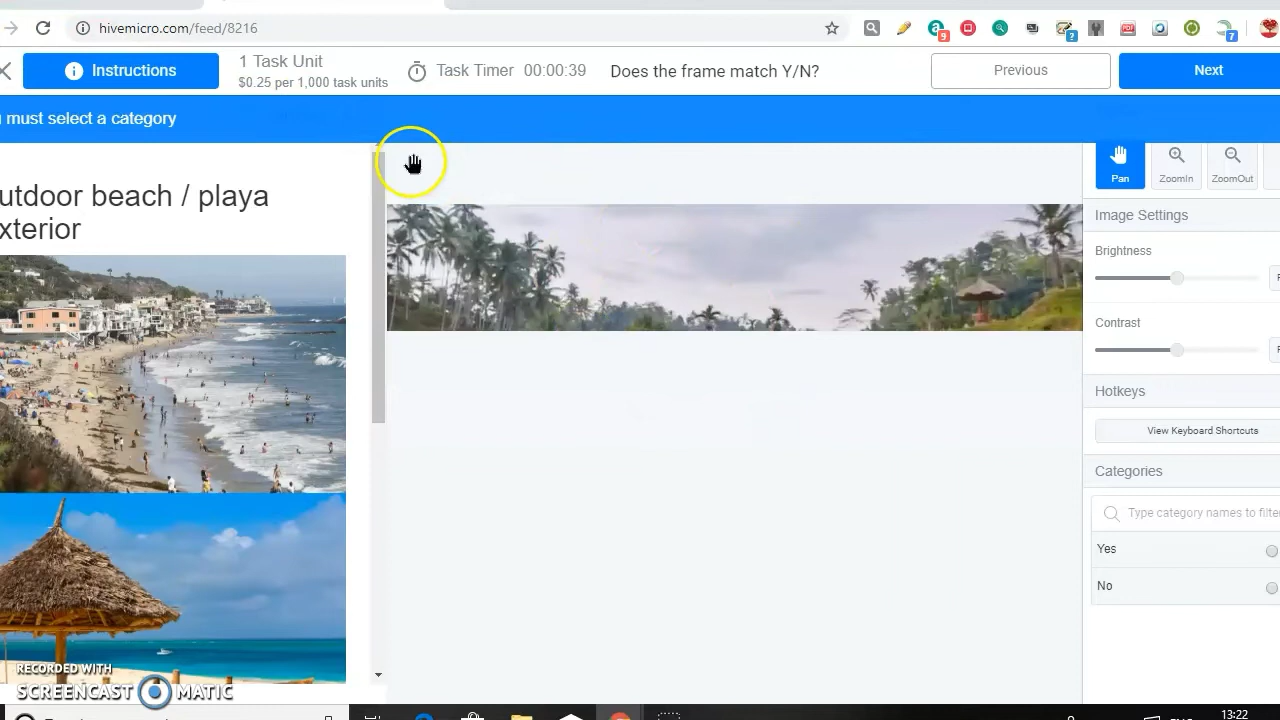 hivemicro.com/feed/8216
9
?
7
Instructions
1 Task Unit
$0.25 per 1,000 task units
Task Timer 00:00:39
Does the frame match Y/N?
Previous
Next
must select a category
utdoor beach / playa
xterior
Pan
ZoomIn
ZoomOut
Image Settings
Brightness
Contrast
Hotkeys
View Keyboard Shortcuts
Categories
Type category names to filte
Yes
No
RECORDED WITH
SCREENCAST MATIC
13:22